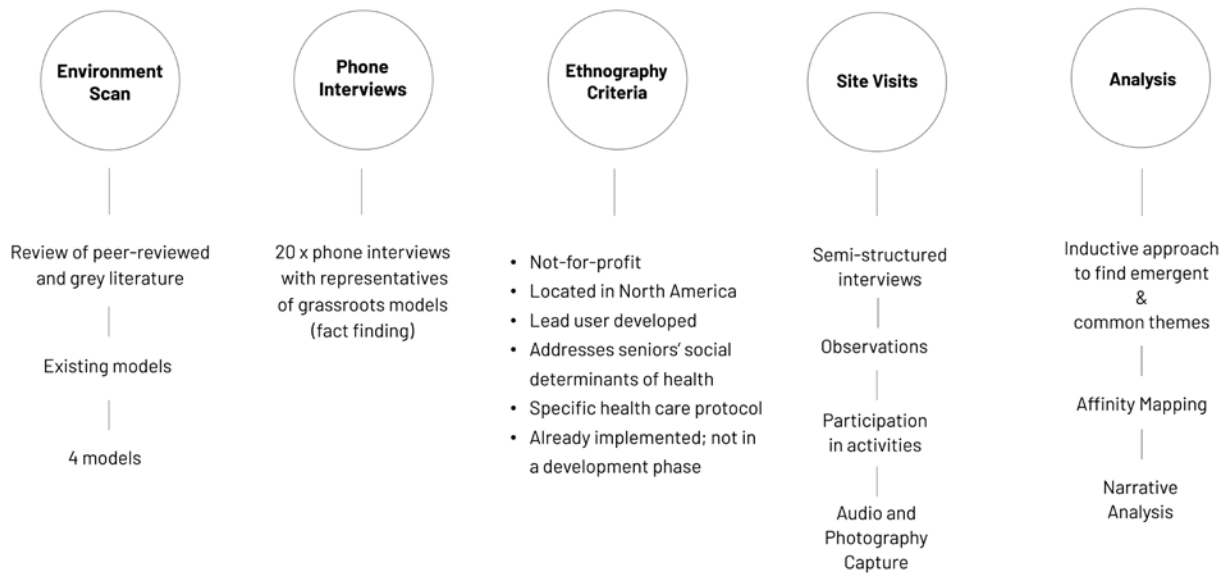 Environment
Scan
Review of peer-reviewed
and grey literature
Existing models
4 models
Phone
Interviews
20 x phone interviews
with representatives
of grassroots models
(fact finding)
Ethnography
Criteria
• Not-for-profit
• Located in North America
• Lead user developed
• Addresses seniors' social
determinants of health
• Specific health care protocol
• Already implemented; not in
a development phase
Site Visits
Semi-structured
interviews
Observations
Participation
in activities
Audio and
Photography
Capture
Analysis
Inductive approach
to find emergent
&
common themes
Affinity Mapping
Narrative
Analysis